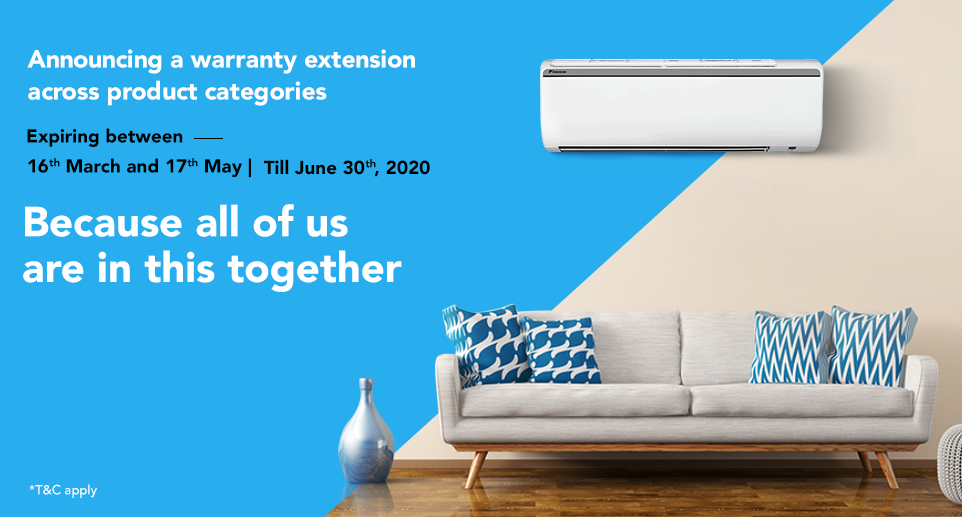 Announcing a warranty extension
across product categories
Expiring between —
16th March and 17th May | Till June 30th, 2020
Because all of us
are in this together
*T&C apply
DAIKIN